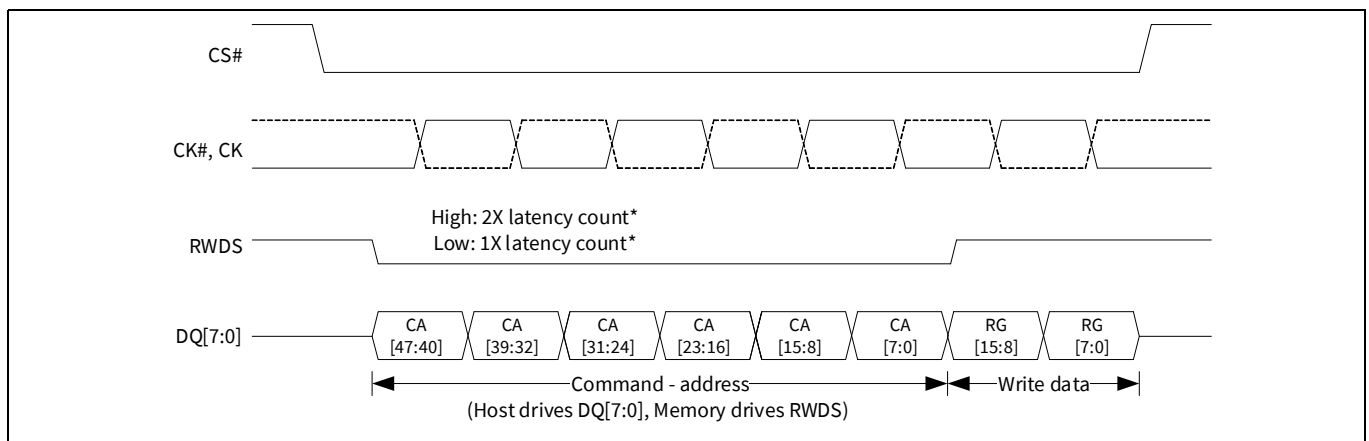 CS#
CK#, CK
High: 2X latency count*
Low: 1X latency count*
RWDS
DQ[7:0]
CA [47:40]
CA [39:32]
CA [31:24]
CA [23:16]
CA [15:8]
CA [7:0]
RG [15:8]
RG [7:0]
Command - address
Write data
(Host drives DQ[7:0], Memory drives RWDS)